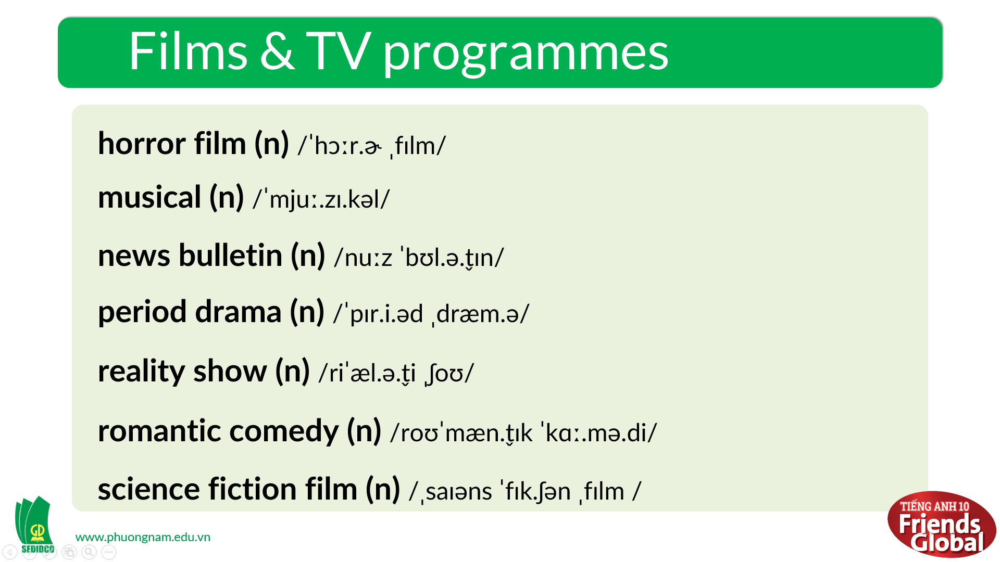 Films & TV programmes
horror film (n) /ˈhɔːr.ɚ ˌfɪlm/
musical (n) /ˈmjuː.zɪ.kəl/
news bulletin (n) /nuːz ˈbʊl.ə.t̬ɪn/
period drama (n) /ˈpɪr.i.əd ˌdræm.ə/
reality show (n) /riˈæl.ə.t̬i ˌʃoʊ/
romantic comedy (n) /roʊˈmæn.t̬ɪk ˈkɑː.mə.di/
science fiction film (n) /ˌsaɪəns ˈfɪk.ʃən ˌfɪlm /
GD
SEDIDCO
www.phuongnam.edu.vn
TIẾNG ANH 10
Friends
Global